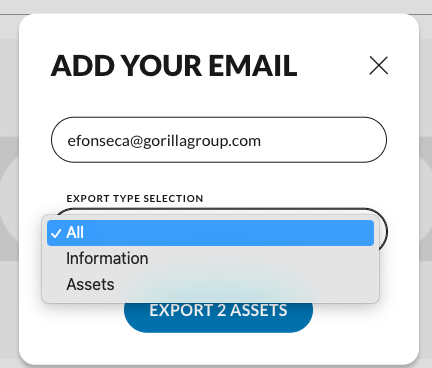 ADD YOUR EMAIL
efonseca@gorillagroup.com
EXPORT TYPE SELECTION
All
Information
Assets
EXPORT 2 ASSETS